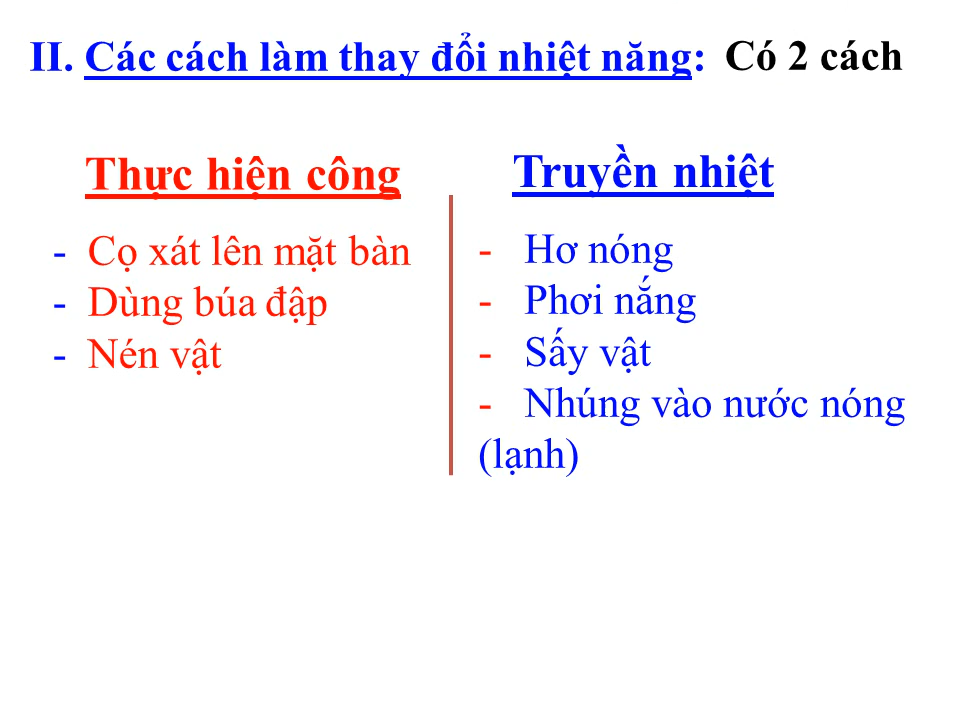 II. Các cách làm thay đổi nhiệt năng: Có 2 cách
Thực hiện công
- Cọ xát lên mặt bàn
- Dùng búa đập
- Nén vật
Truyền nhiệt
- Hơ nóng
- Phơi nắng
- Sấy vật
- Nhúng vào nước nóng
(lạnh)